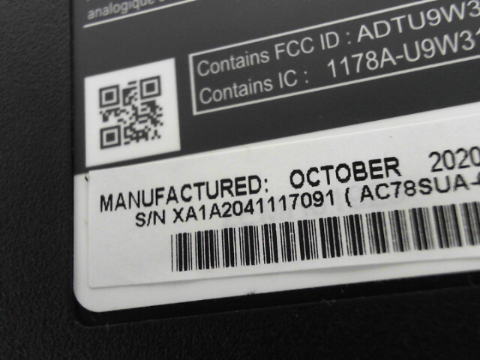 analogique
Contains FCC ID : ADTU9W3
Contains IC : 1178A-U9W31
MANUFACTURED: OCTOBER 2020
S/N XA1A2041117091 ( AC78SUA-